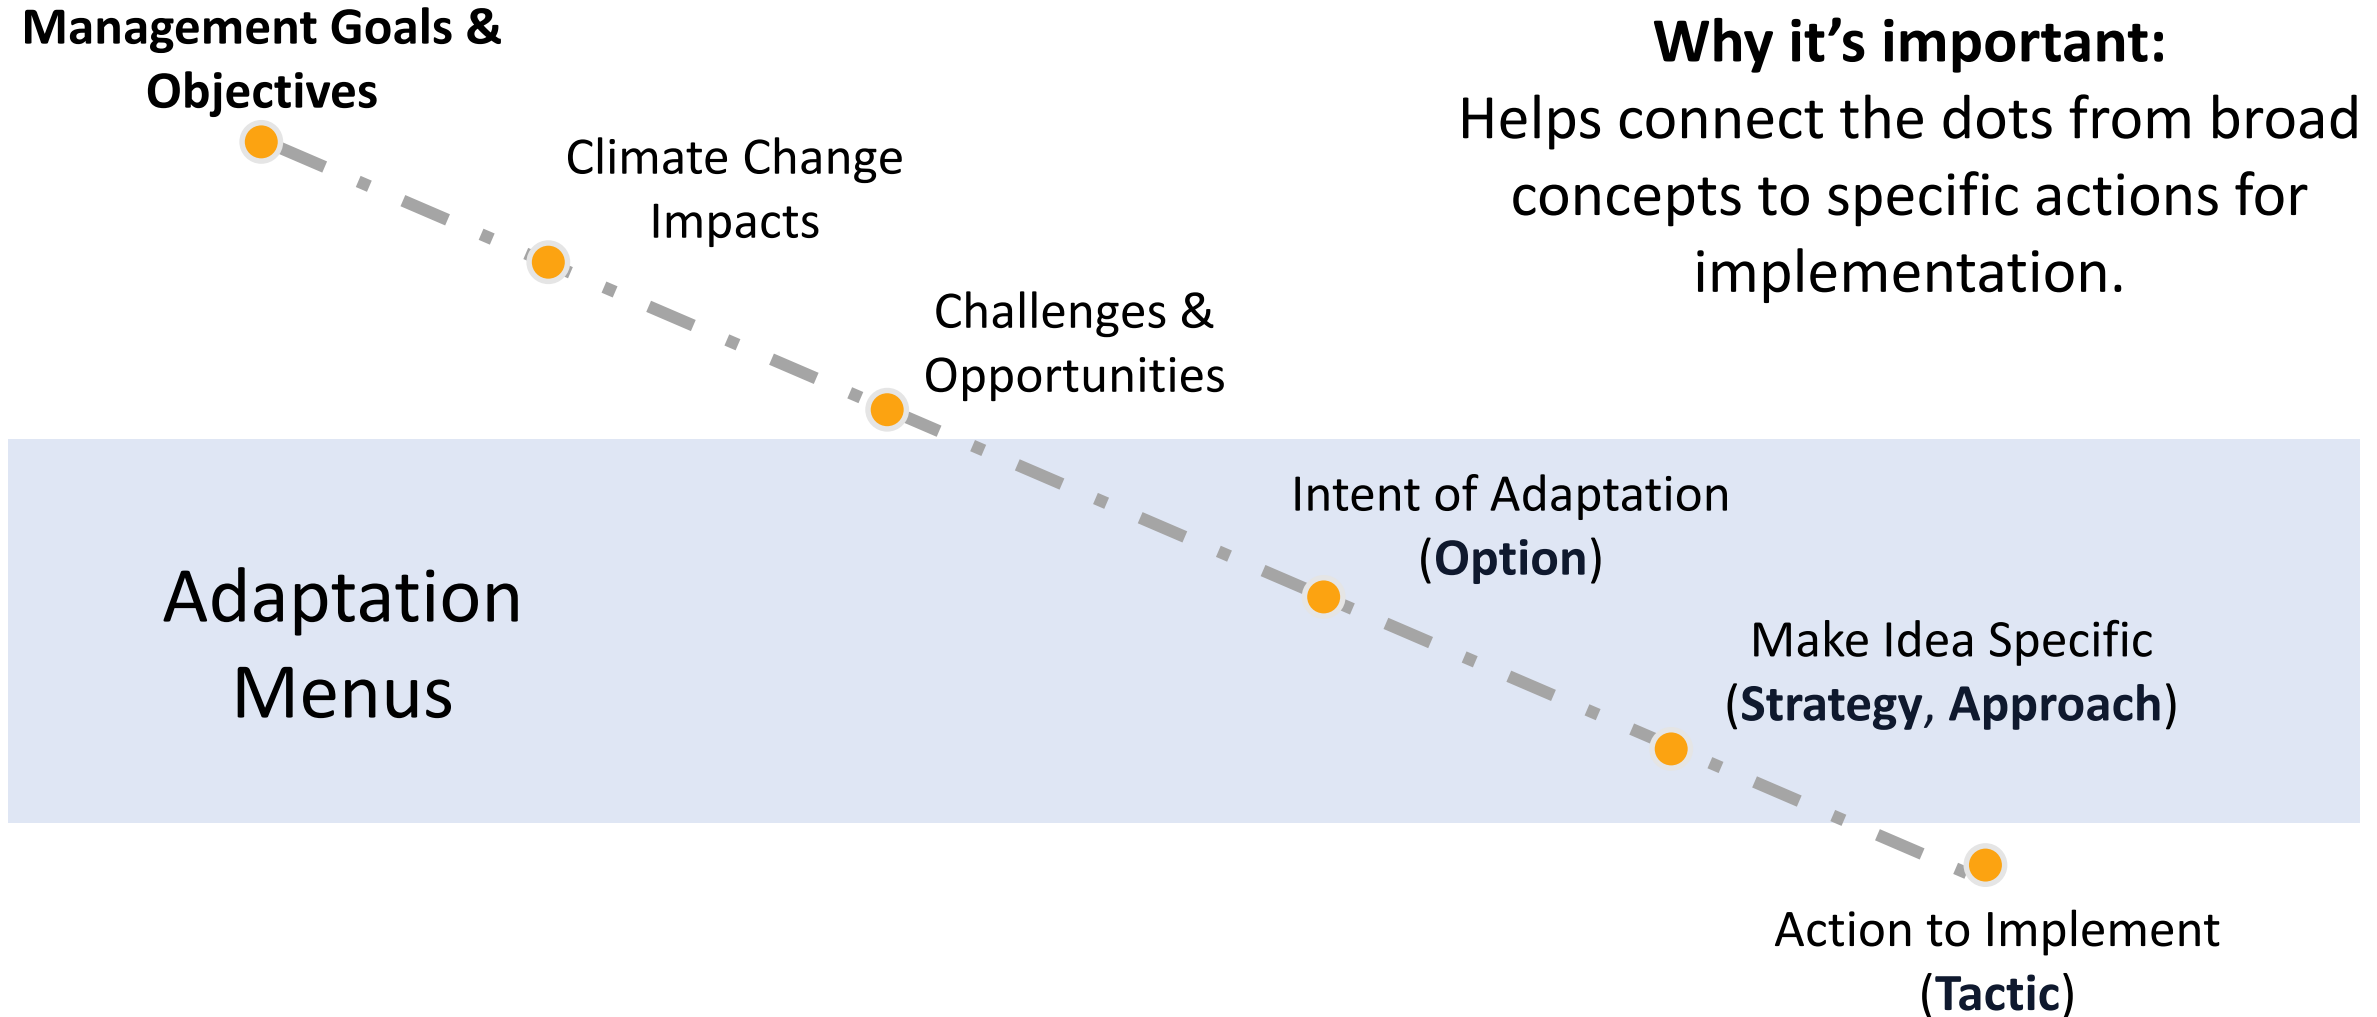 Management Goals &
Objectives
Why it’s important:
Helps connect the dots from broad
concepts to specific actions for
implementation.
Climate Change
Impacts
Challenges &
Opportunities
Adaptation
Menus
Intent of Adaptation
(Option)
Make Idea Specific
(Strategy, Approach)
Action to Implement
(Tactic)